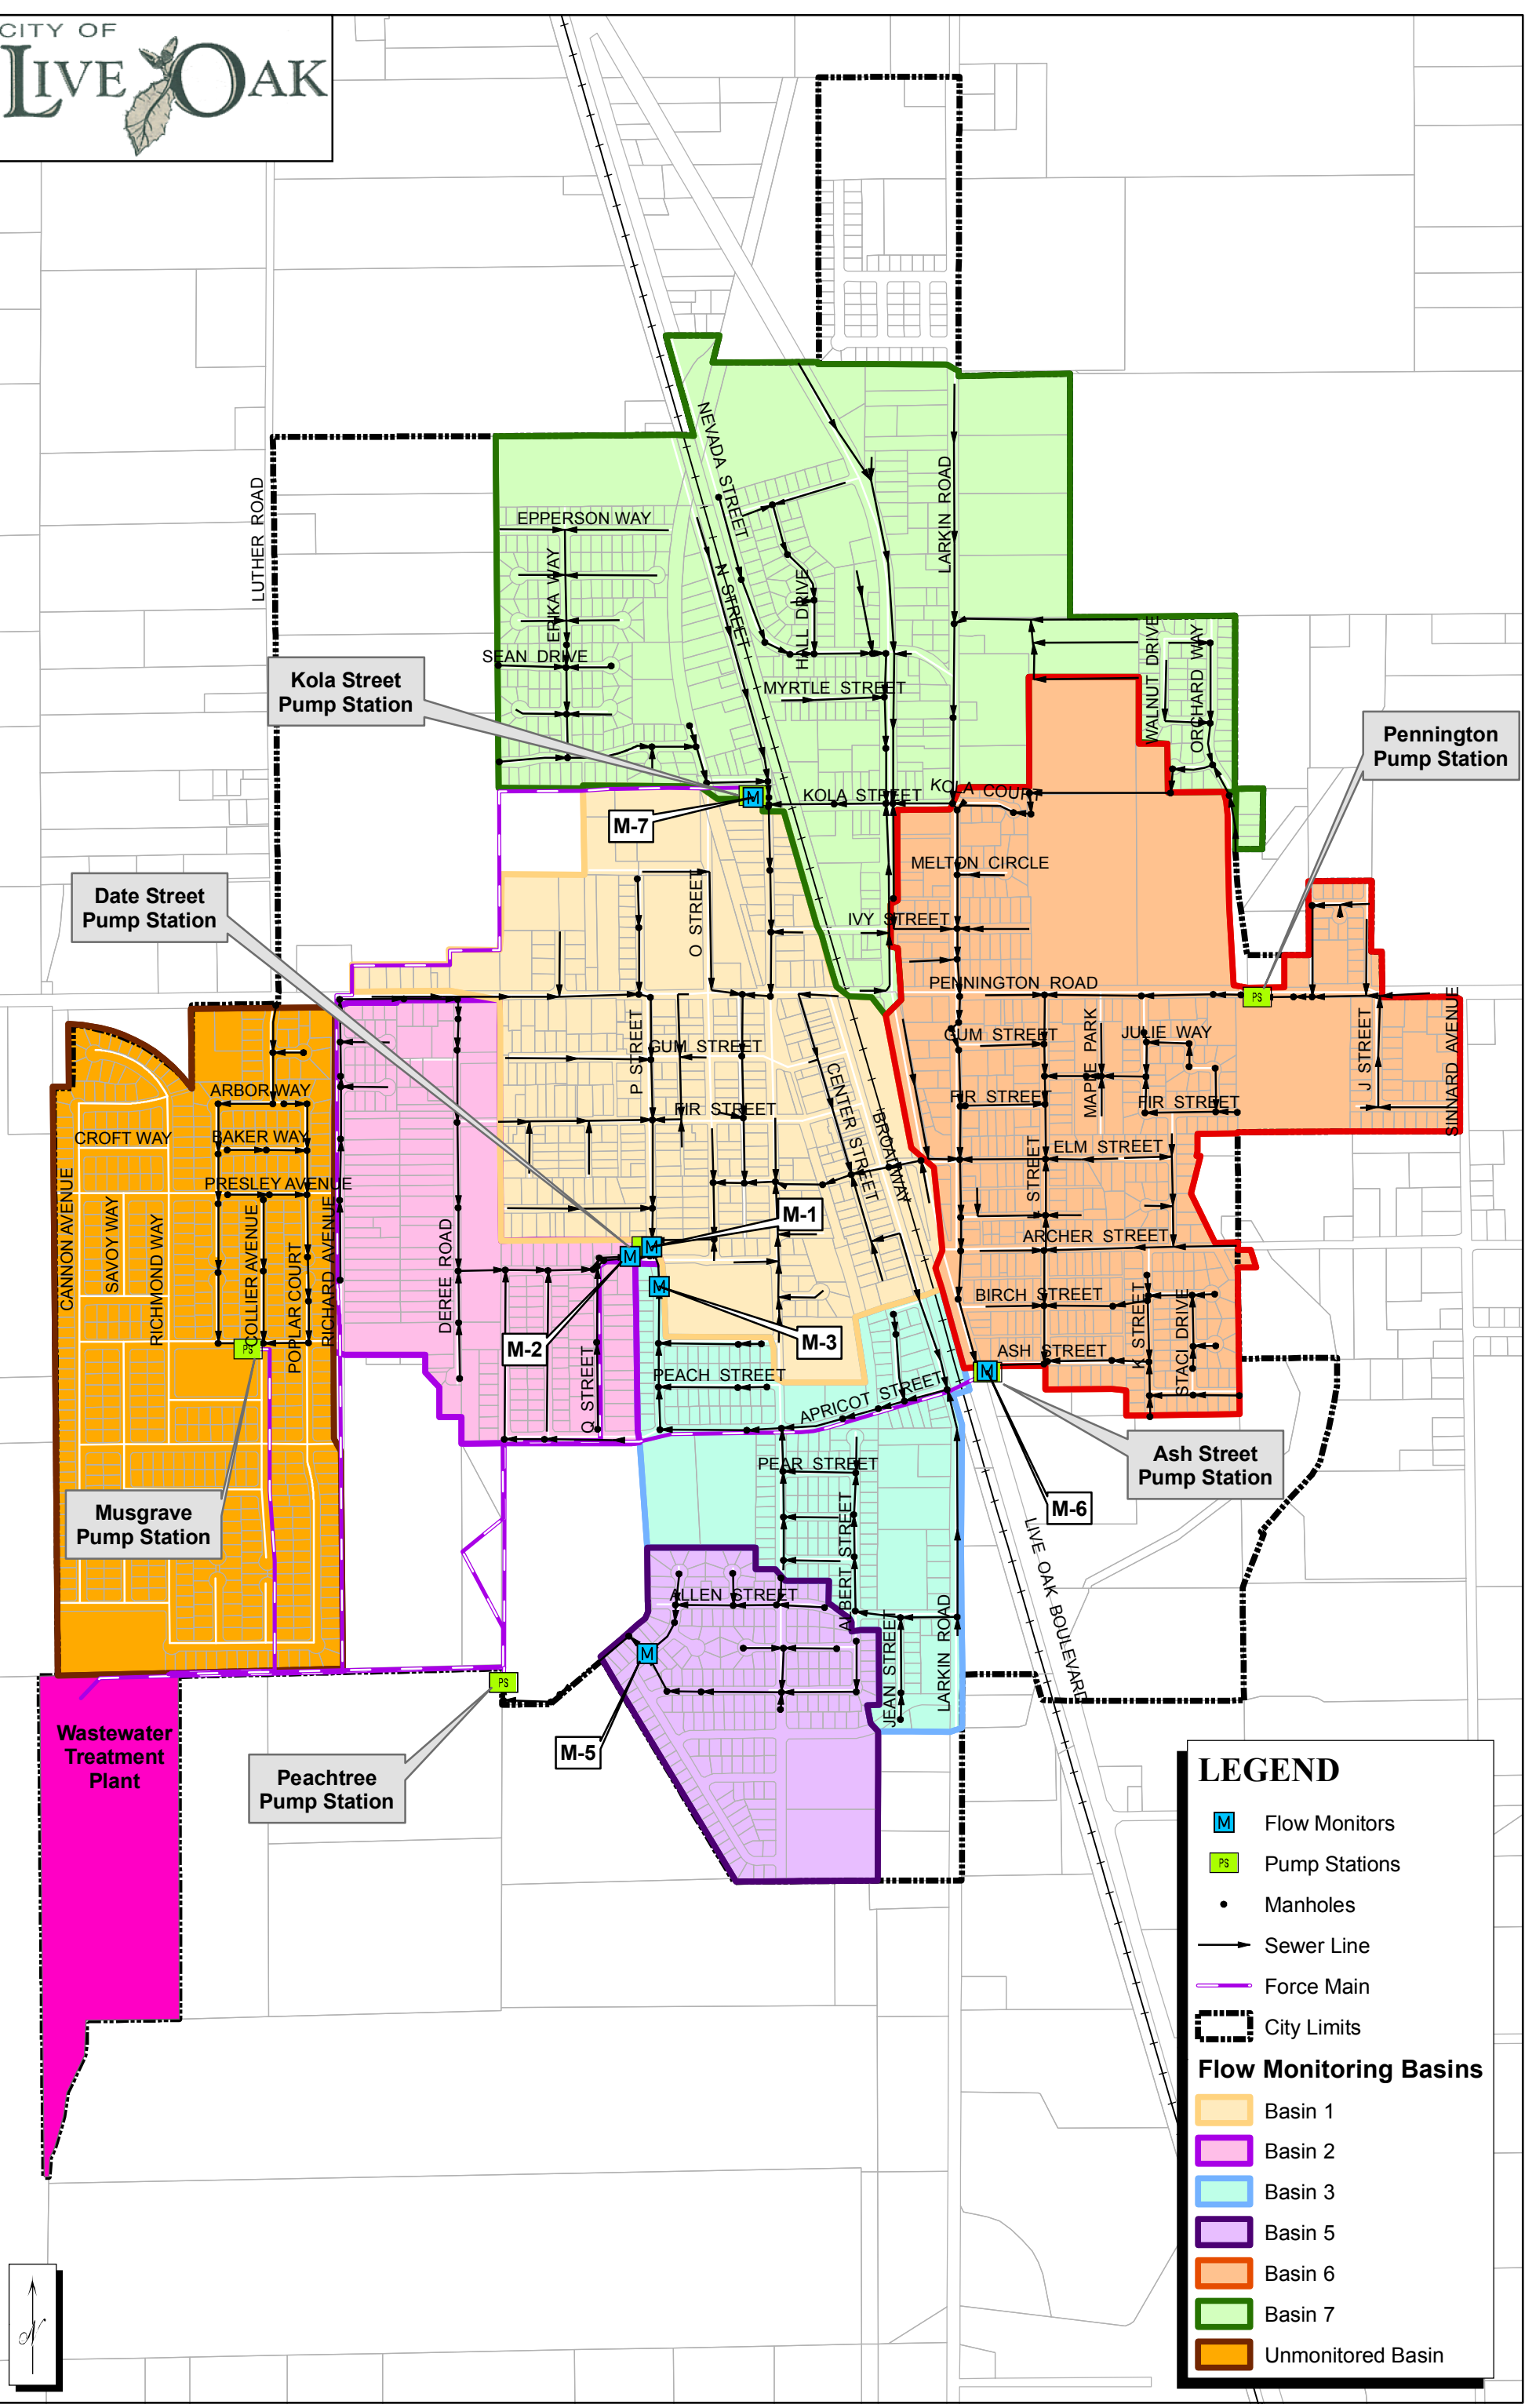 CITY OF
LIVE OAK
NEVADA STREET
LARKIN ROAD
LUTHER ROAD
EPPERSON WAY
ERIKA WAY
N STREET
HALL DRIVE
SEAN DRIVE
MYRTLE STREET
WALNUT DRIVE
ORCHARD WAY
Kola Street
Pump Station
Pennington
Pump Station
M
M-7
KOLA STREET
KOLA COURT
MELTON CIRCLE
Date Street
Pump Station
O STREET
IVY STREET
PENNINGTON ROAD
PS
P STREET
GUM STREET
GUM STREET
MAPLE PARK
JULIE WAY
J STREET
SINNARD AVENUE
ARBOR WAY
FIR STREET
CENTER STREET
BROADWAY
FIR STREET
FIR STREET
CROFT WAY
BAKER WAY
ELM STREET
PRESLEY AVENUE
CANNON AVENUE
SAVOY WAY
RICHMOND WAY
COLLIER AVENUE
POPLAR COURT
RICHARD AVENUE
DEREE ROAD
STREET
M-1
M
M
ARCHER STREET
M
BIRCH STREET
M-2
M-3
K STREET
STACI DRIVE
PS
Q STREET
PEACH STREET
APRICOT STREET
ASH STREET
M
Ash Street
Pump Station
PEAR STREET
M-6
Musgrave
Pump Station
ALBERT STREET
LIVE OAK BOULEVARD
ALLEN STREET
M
JEAN STREET
LARKIN ROAD
PS
M-5
Wastewater
Treatment
Plant
Peachtree
Pump Station
LEGEND
M Flow Monitors
PS Pump Stations
Manholes
Sewer Line
Force Main
City Limits
Flow Monitoring Basins
Basin 1
Basin 2
Basin 3
Basin 5
Basin 6
Basin 7
Unmonitored Basin
N